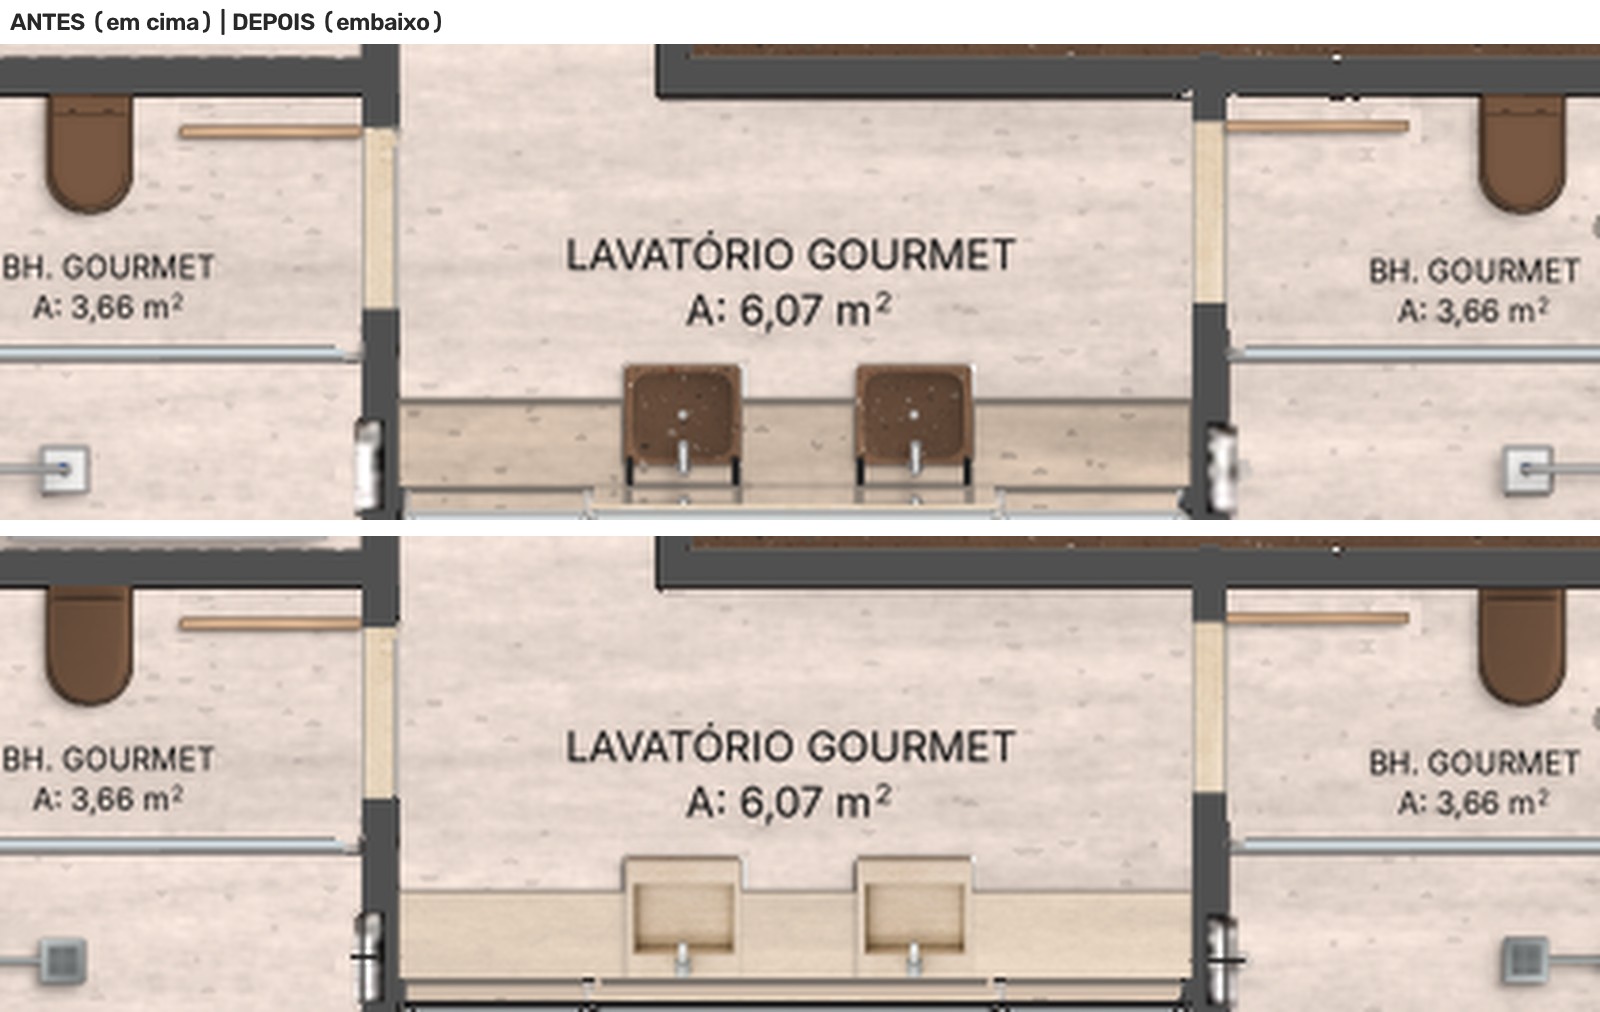 ANTES (em cima) | DEPOIS (embaixo)
BH. GOURMET
A: 3,66 m²
LAVATÓRIO GOURMET
A: 6,07 m²
BH. GOURMET
A: 3,66 m²
BH. GOURMET
A: 3,66 m²
LAVATÓRIO GOURMET
A: 6,07 m²
BH. GOURMET
A: 3,66 m²